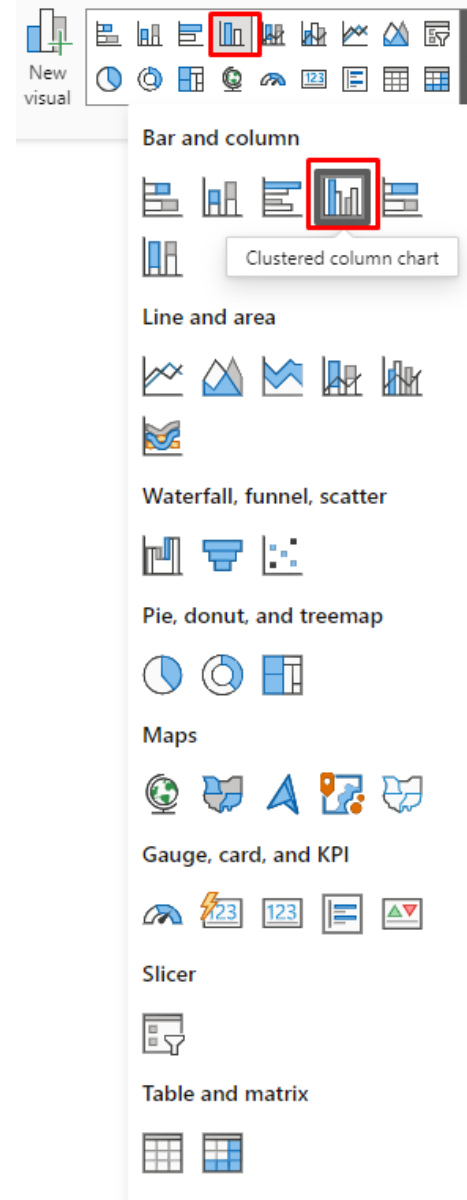 New
visual
123
Bar and column
Clustered column chart
Line and area
Waterfall, funnel, scatter
Pie, donut, and treemap
Maps
Gauge, card, and KPI
123
123
Slicer
Table and matrix